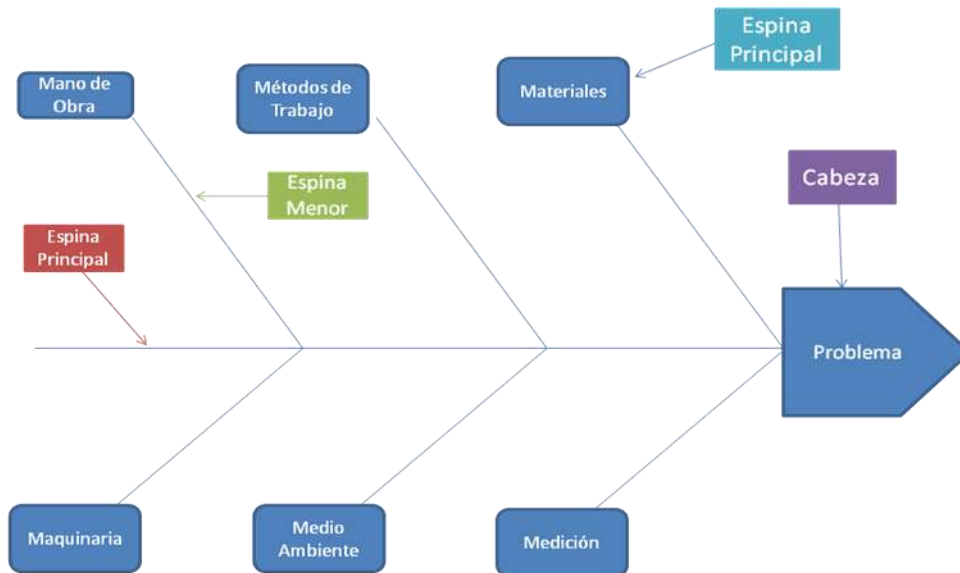 Espina
Principal
Mano de
Obra
Métodos de
Trabajo
Materiales
Espina
Menor
Cabeza
Espina
Principal
Problema
Maquinaria
Medio
Ambiente
Medición